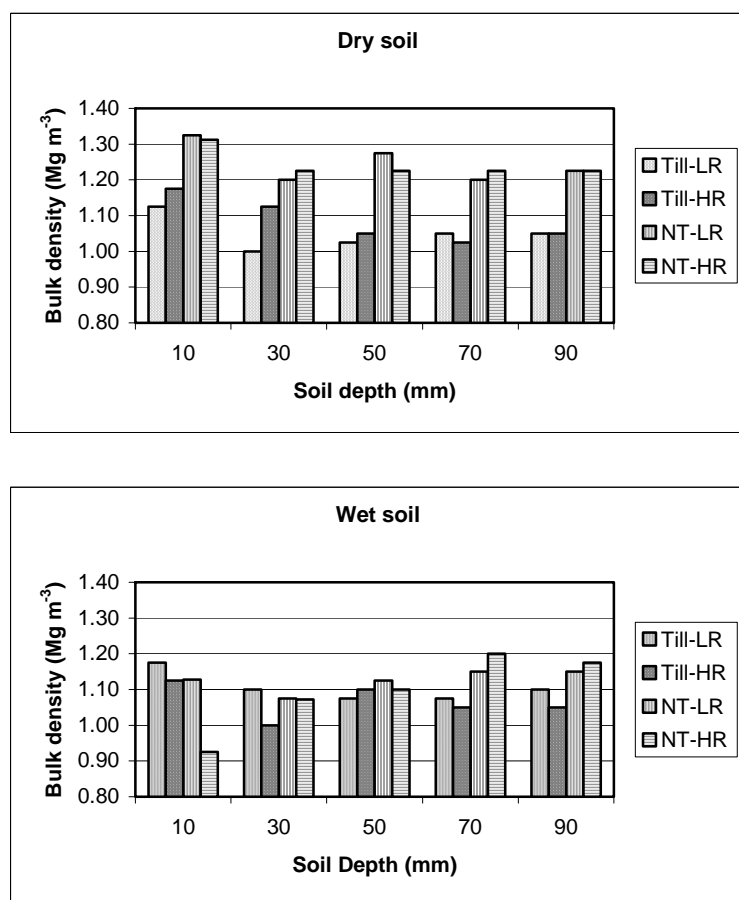 Dry soil
Bulk density (Mg m-3)
1.40
1.30
1.20
1.10
1.00
0.90
0.80
10 30 50 70 90
Soil depth (mm)
Till-LR
Till-HR
NT-LR
NT-HR
Wet soil
Bulk density (Mg m-3)
1.40
1.30
1.20
1.10
1.00
0.90
0.80
10 30 50 70 90
Soil Depth (mm)
Till-LR
Till-HR
NT-LR
NT-HR